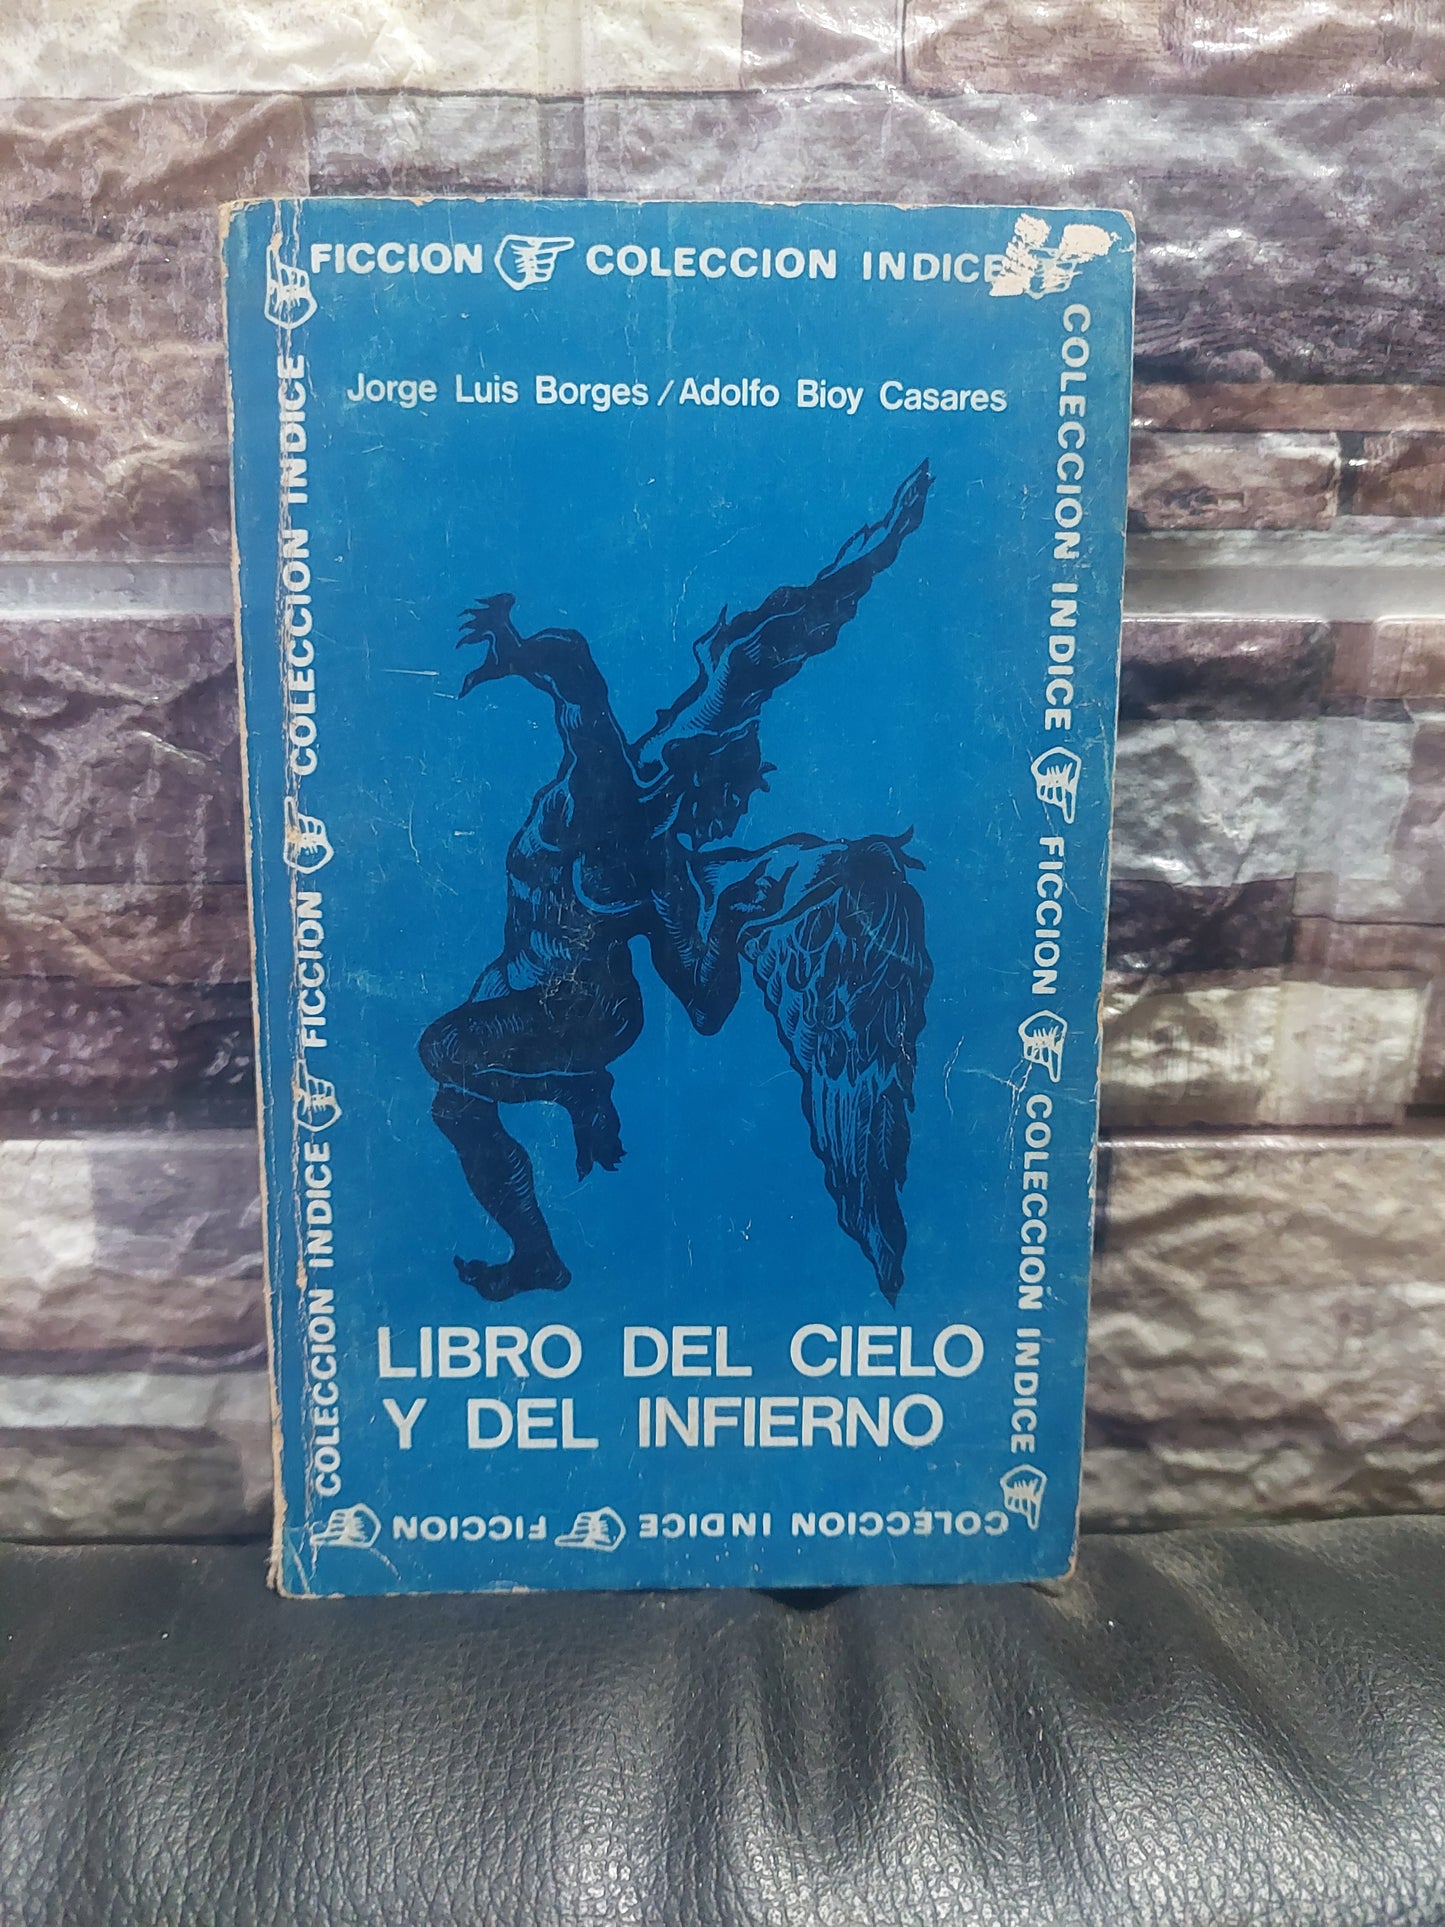 FICCION COLECCION INDICE
Jorge Luis Borges / Adolfo Bioy Casares
COLECCION INDICE FICCION COLECCION INDICE
COLECCION INDICE FICCION COLECCION INDICE
LIBRO DEL CIELO
Y DEL INFIERNO
COLECCION INDICE FICCION